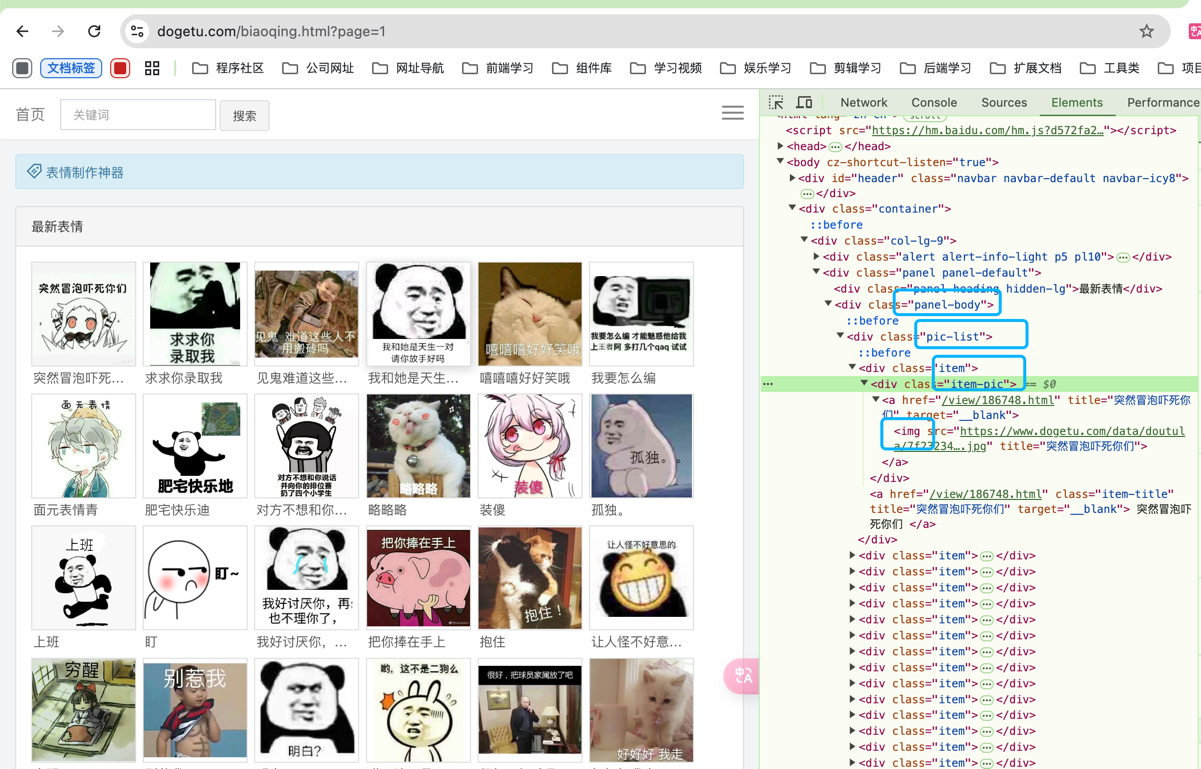 dogetu.com/biaoqing.html?page=1
文档标签
程序社区
公司网址
网址导航
前端学习
组件库
学习视频
娱乐学习
剪辑学习
后端学习
扩展文档
工具类
首页
关键词
搜索
表情制作神器
最新表情
突然冒泡吓死你们
求求你
录取我
见鬼 难道这些人不
用搬砖吗
我和她是天生一对
请你放手好吗
嘻嘻嘻好好笑哦
我要怎么编 才能魅惑他给我
上王者阿 多打几个qaq 试试
突然冒泡吓死...
求求你录取我
见鬼难道这些...
我和她是天生...
嘻嘻嘻好好笑哦
我要怎么编
面元表情
肥宅快乐地
对方不想和你说话
并向你的排位赛
扔了四个小学生
略略略
装傻
孤独。
面元表情青
肥宅快乐迪
对方不想和你...
略略略
装傻
孤独。
上班
盯~
我好讨厌你，再
也不理你了，
把你捧在手上
抱住！
让人怪不好意思的
上班
盯
我好讨厌你，...
把你捧在手上
抱住
让人怪不好意...
穷醒
别惹我
明白？
哟，这不是二狗么
很好，把球员家属放了吧
好好好 我走
Network
Console
Sources
Elements
Performance
<script src="https://hm.baidu.com/hm.js?d572fa2…"></script>
<head>…</head>
<body cz-shortcut-listen="true">
<div id="header" class="navbar navbar-default navbar-icy8">
…</div>
<div class="container">
::before
<div class="col-lg-9">
<div class="alert alert-info-light p5 pl10">…</div>
<div class="panel panel-default">
<div class="panel-heading hidden-lg">最新表情</div>
<div class="panel-body">
::before
<div class="pic-list">
::before
<div class="item">
<div class="item-pic"> == $0
<a href="/view/186748.html" title="突然冒泡吓死你
们" target="__blank">
<img src="https://www.dogetu.com/data/doutul
a/7f23234….jpg" title="突然冒泡吓死你们">
</a>
</div>
<a href="/view/186748.html" class="item-title"
title="突然冒泡吓死你们" target="__blank"> 突然冒泡吓
死你们 </a>
</div>
<div class="item">…</div>
<div class="item">…</div>
<div class="item">…</div>
<div class="item">…</div>
<div class="item">…</div>
<div class="item">…</div>
<div class="item">…</div>
<div class="item">…</div>
<div class="item">…</div>
<div class="item">…</div>
<div class="item">…</div>
<div class="item">…</div>
<div class="item">…</div>
<div class="item">…</div>